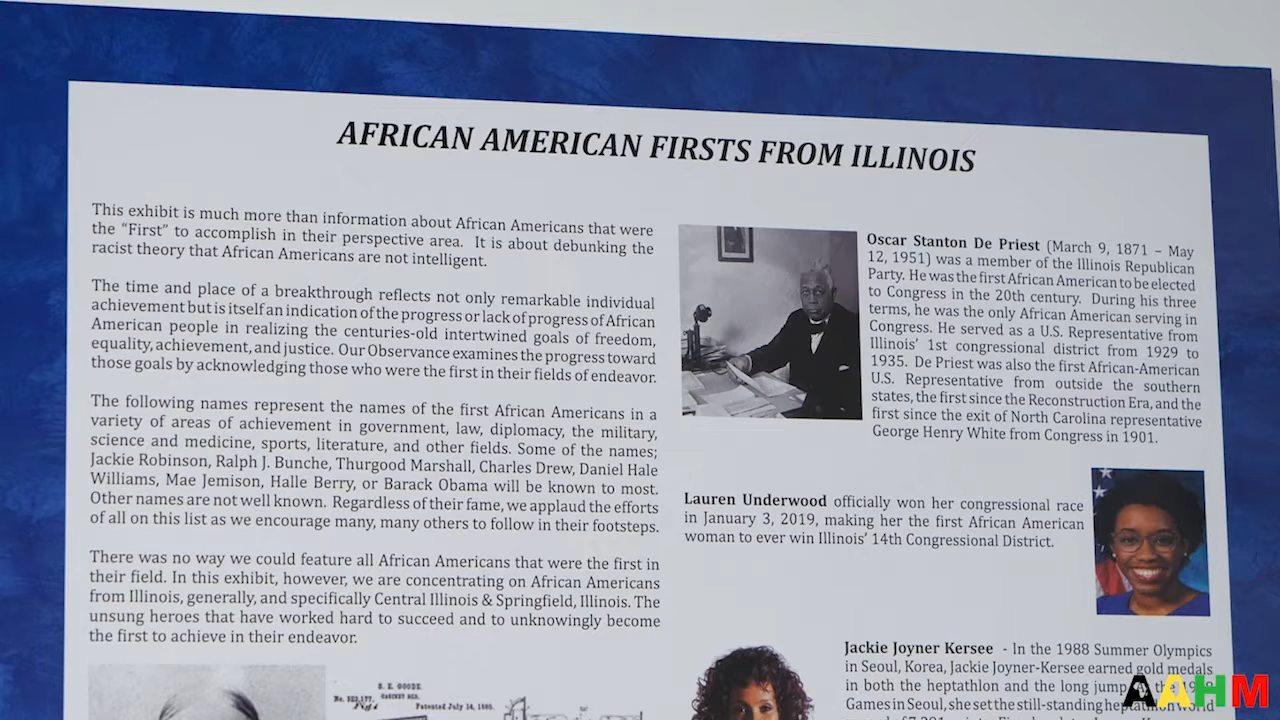 AFRICAN AMERICAN FIRSTS FROM ILLINOIS
This exhibit is much more than information about African Americans that were
the “First” to accomplish in their perspective area. It is about debunking the
racist theory that African Americans are not intelligent.
The time and place of a breakthrough reflects not only remarkable individual
achievement but is itself an indication of the progress or lack of progress of African
American people in realizing the centuries-old intertwined goals of freedom,
equality, achievement, and justice. Our Observance examines the progress toward
those goals by acknowledging those who were the first in their fields of endeavor.
The following names represent the names of the first African Americans in a
variety of areas of achievement in government, law, diplomacy, the military,
science and medicine, sports, literature, and other fields. Some of the names;
Jackie Robinson, Ralph J. Bunche, Thurgood Marshall, Charles Drew, Daniel Hale
Williams, Mae Jemison, Halle Berry, or Barack Obama will be known to most.
Other names are not well known. Regardless of their fame, we applaud the efforts
of all on this list as we encourage many, many others to follow in their footsteps.
There was no way we could feature all African Americans that were the first in
their field. In this exhibit, however, we are concentrating on African Americans
from Illinois, generally, and specifically Central Illinois & Springfield, Illinois. The
unsung heroes that have worked hard to succeed and to unknowingly become
the first to achieve in their endeavor.
S. E. GOODE.
CABINET BED.
No. 322,177.
Patented July 14, 1885.
Oscar Stanton De Priest (March 9, 1871 – May
12, 1951) was a member of the Illinois Republican
Party. He was the first African American to be elected
to Congress in the 20th century. During his three
terms, he was the only African American serving in
Congress. He served as a U.S. Representative from
Illinois’ 1st congressional district from 1929 to
1935. De Priest was also the first African-American
U.S. Representative from outside the southern
states, the first since the Reconstruction Era, and the
first since the exit of North Carolina representative
George Henry White from Congress in 1901.
Lauren Underwood officially won her congressional race
in January 3, 2019, making her the first African American
woman to ever win Illinois’ 14th Congressional District.
Jackie Joyner Kersee - In the 1988 Summer Olympics
in Seoul, Korea, Jackie Joyner-Kersee earned gold medals
in both the heptathlon and the long jump
Games in Seoul, she set the still-standing heptathlon world
AAHM